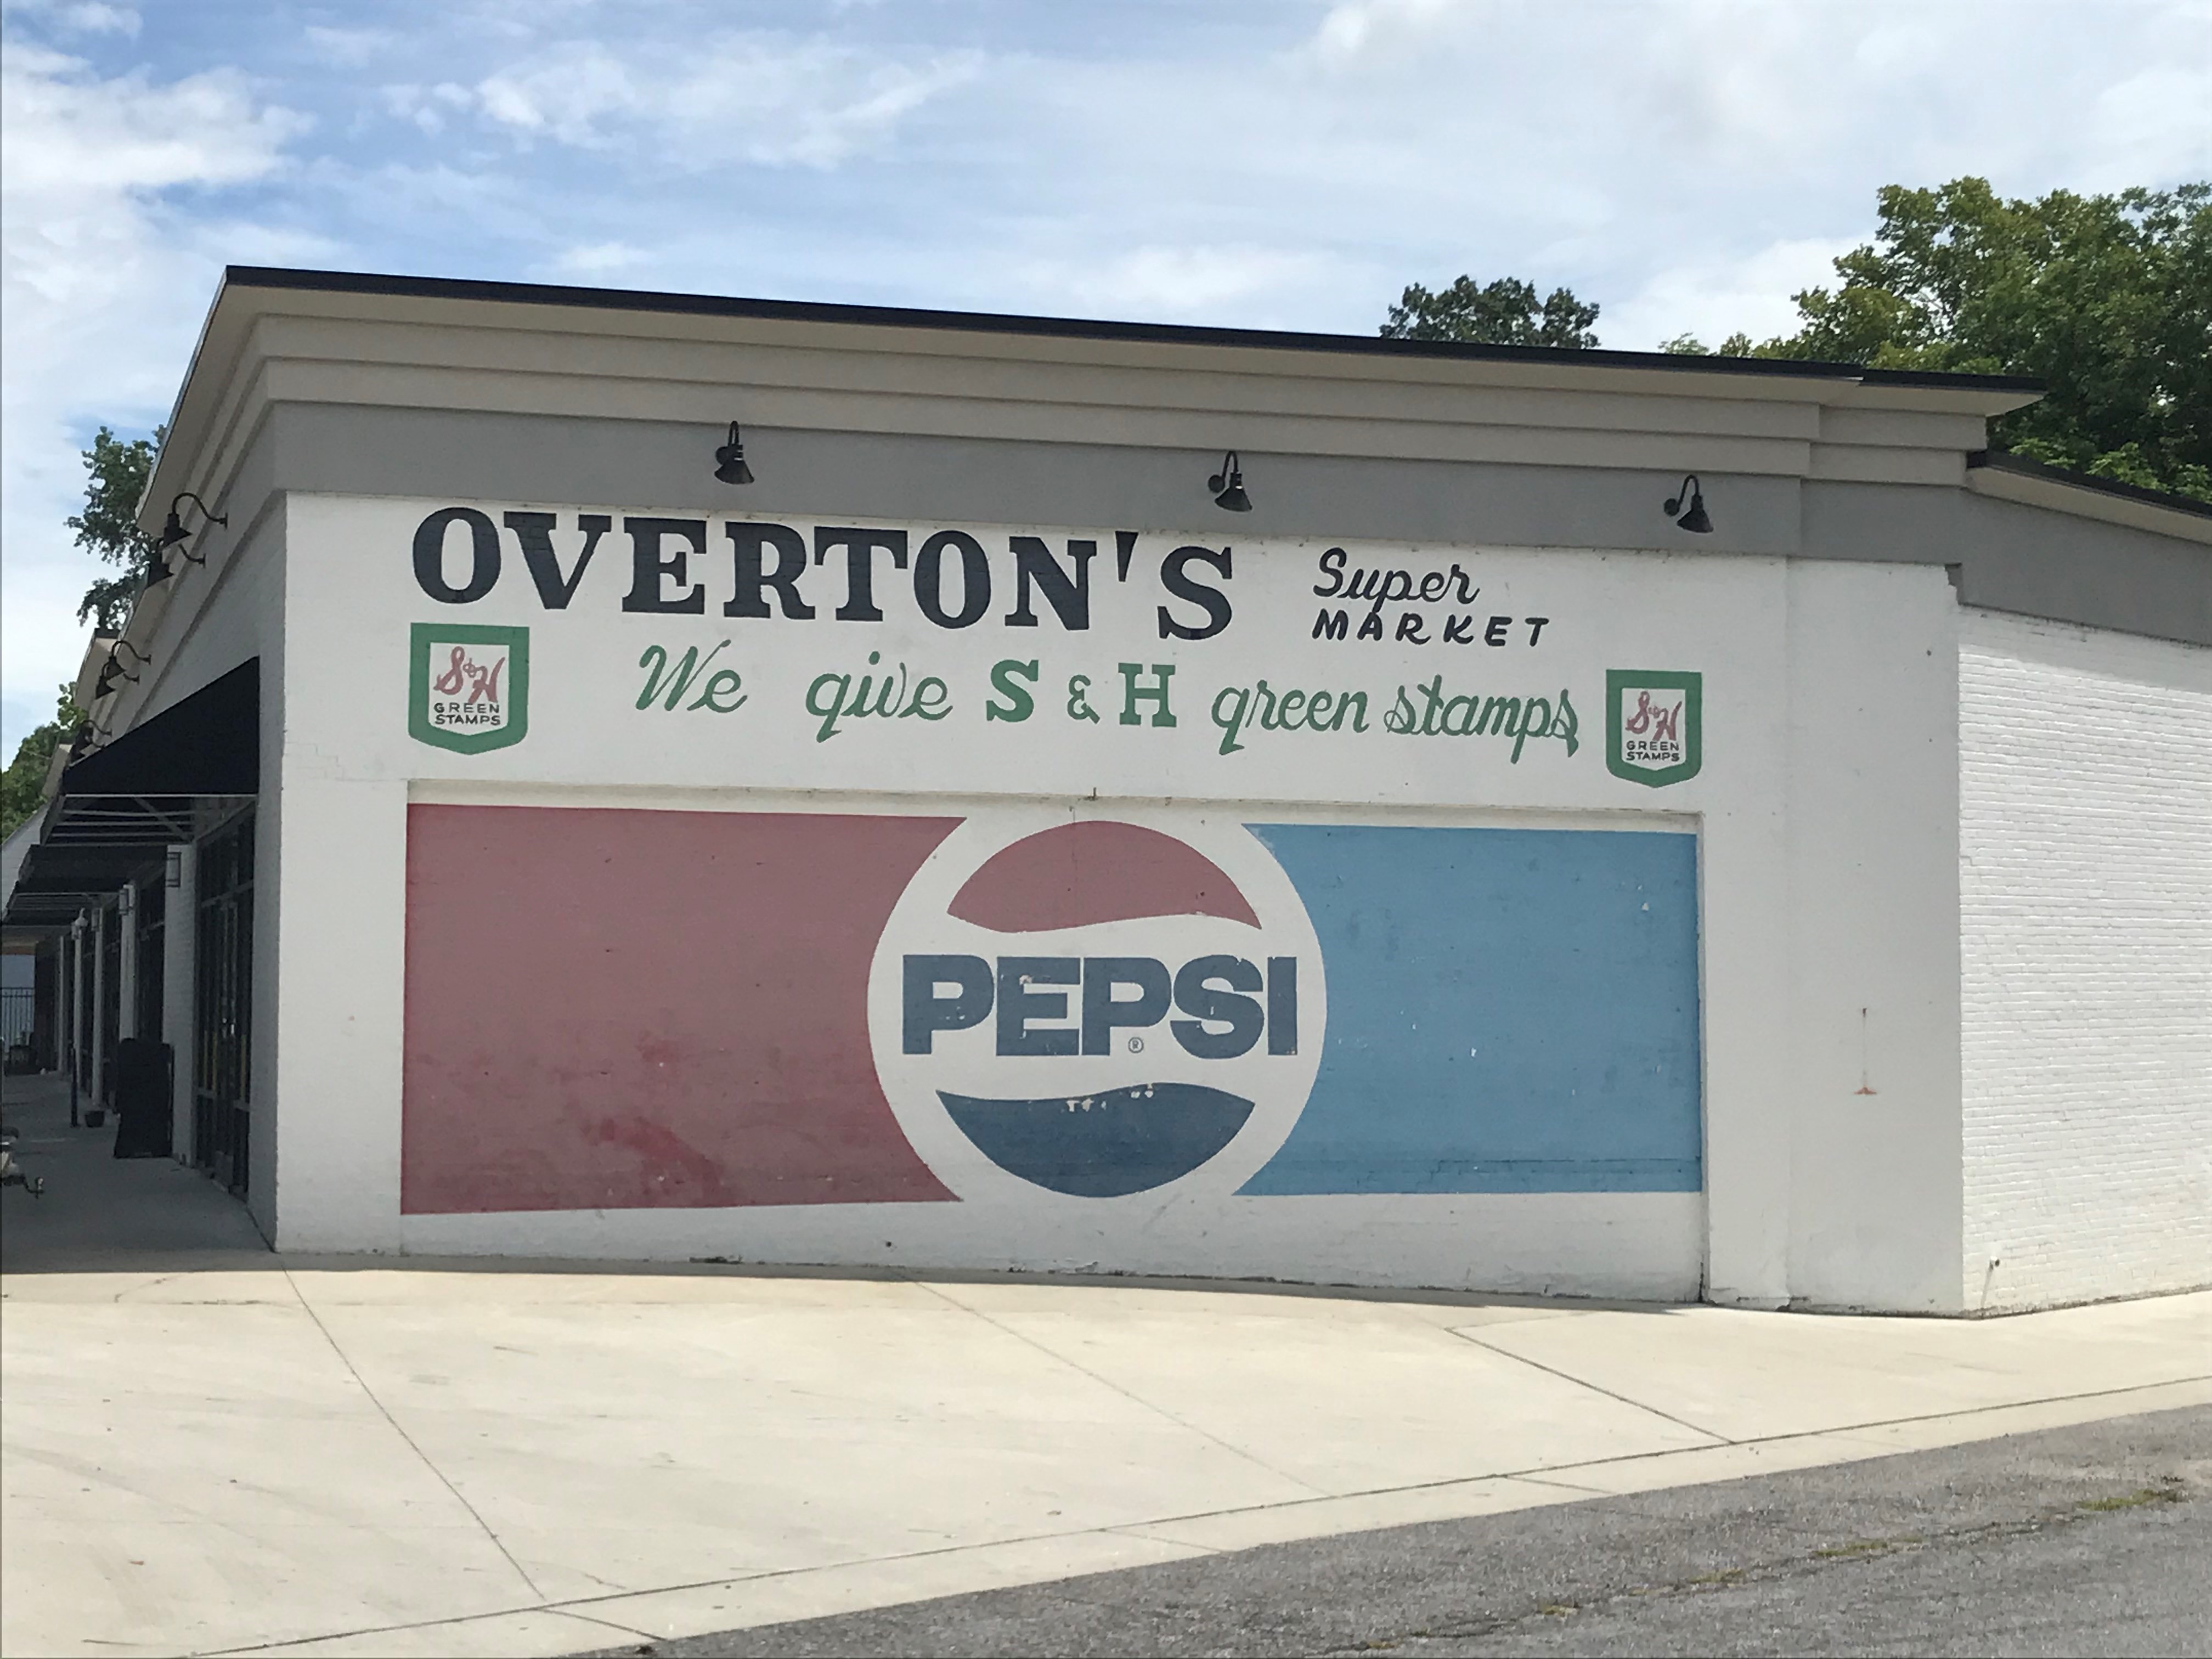 OVERTON'S Super
MARKET
We give S & H green stamps
S&H
GREEN
STAMPS
S&H
GREEN
STAMPS
PEPSI
®